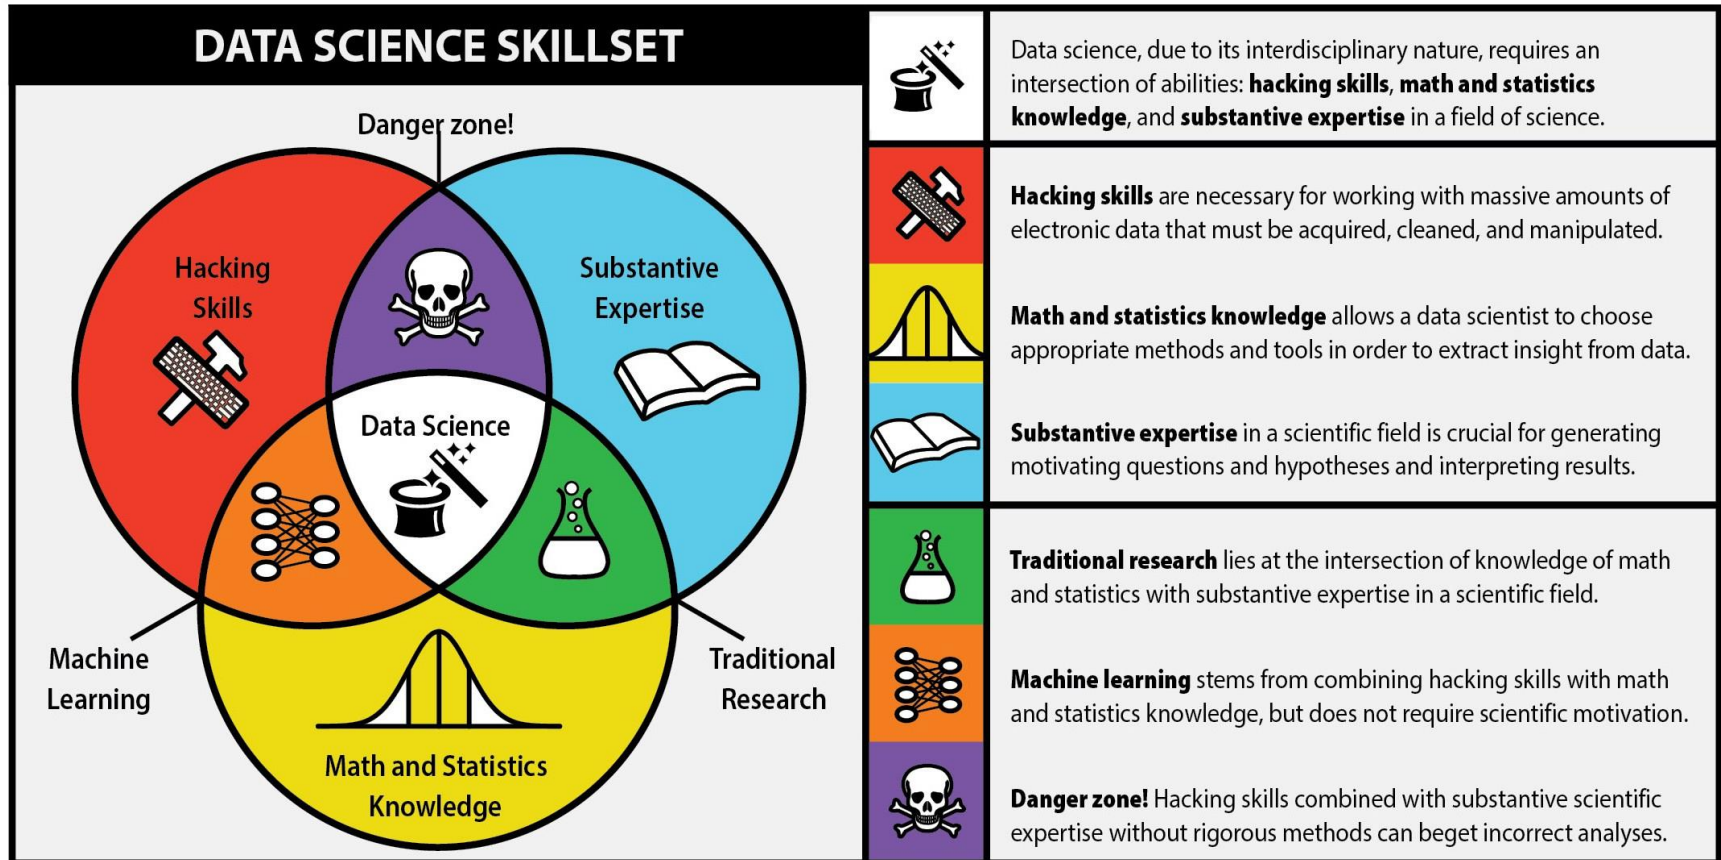 DATA SCIENCE SKILLSET
Danger zone!
Hacking
Skills
Substantive
Expertise
Data Science
Machine
Learning
Traditional
Research
Math and Statistics
Knowledge
Data science, due to its interdisciplinary nature, requires an
intersection of abilities: hacking skills, math and statistics
knowledge, and substantive expertise in a field of science.
Hacking skills are necessary for working with massive amounts of
electronic data that must be acquired, cleaned, and manipulated.
Math and statistics knowledge allows a data scientist to choose
appropriate methods and tools in order to extract insight from data.
Substantive expertise in a scientific field is crucial for generating
motivating questions and hypotheses and interpreting results.
Traditional research lies at the intersection of knowledge of math
and statistics with substantive expertise in a scientific field.
Machine learning stems from combining hacking skills with math
and statistics knowledge, but does not require scientific motivation.
Danger zone! Hacking skills combined with substantive scientific
expertise without rigorous methods can beget incorrect analyses.